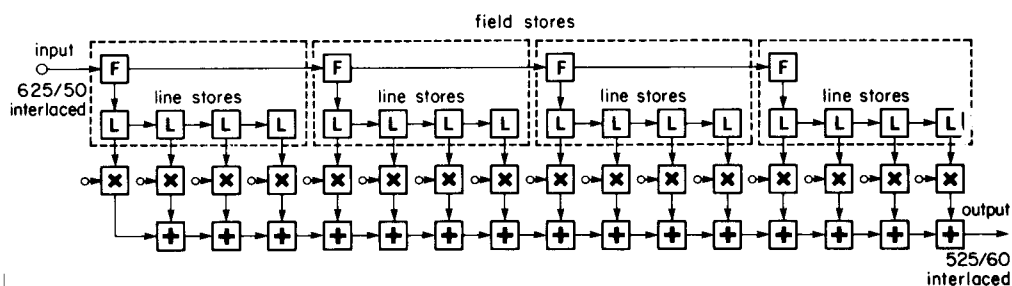 field stores
input
F F F F
625/50
interlaced
line stores line stores line stores line stores
L L L L L L L L L L L L L L L L
× × × × × × × × × × × × × × × ×
output
+ + + + + + + + + + + + + + +
525/60
interlaced